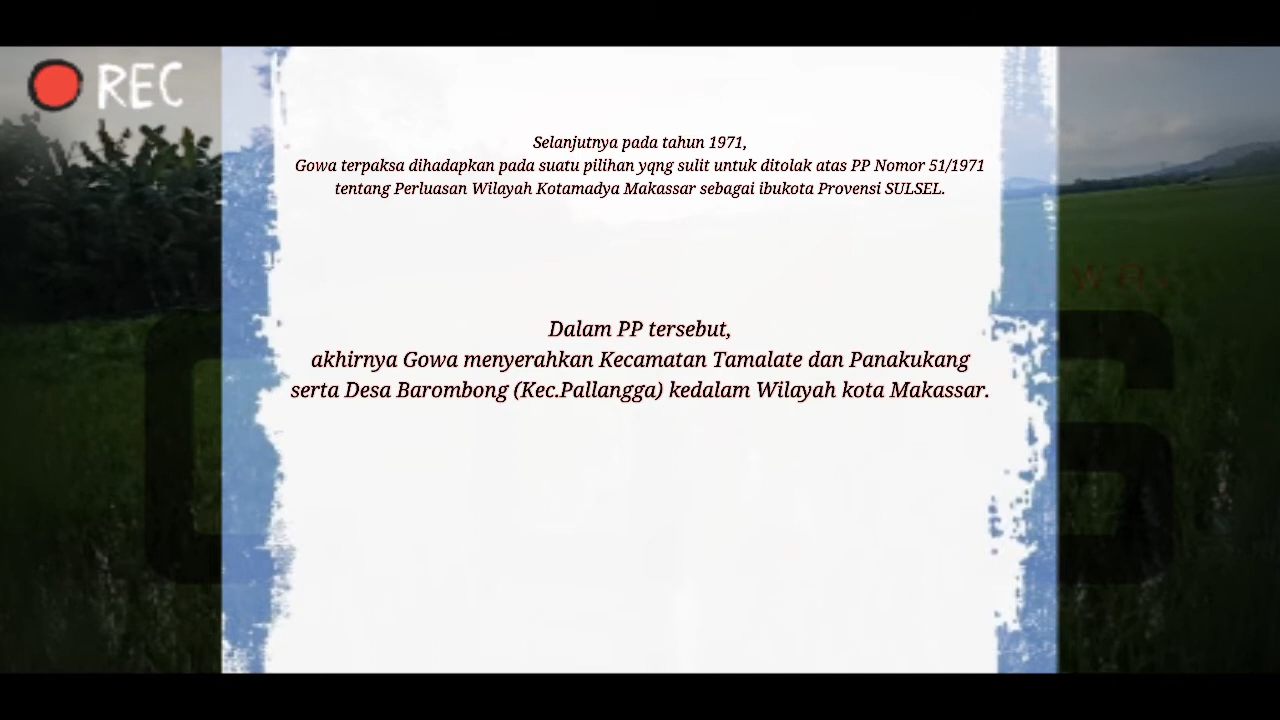 REC
Selanjutnya pada tahun 1971,
Gowa terpaksa dihadapkan pada suatu pilihan yqng sulit untuk ditolak atas PP Nomor 51/1971
tentang Perluasan Wilayah Kotamadya Makassar sebagai ibukota Provensi SULSEL.
Dalam PP tersebut,
akhirnya Gowa menyerahkan Kecamatan Tamalate dan Panakukang
serta Desa Barombong (Kec.Pallangga) kedalam Wilayah kota Makassar.